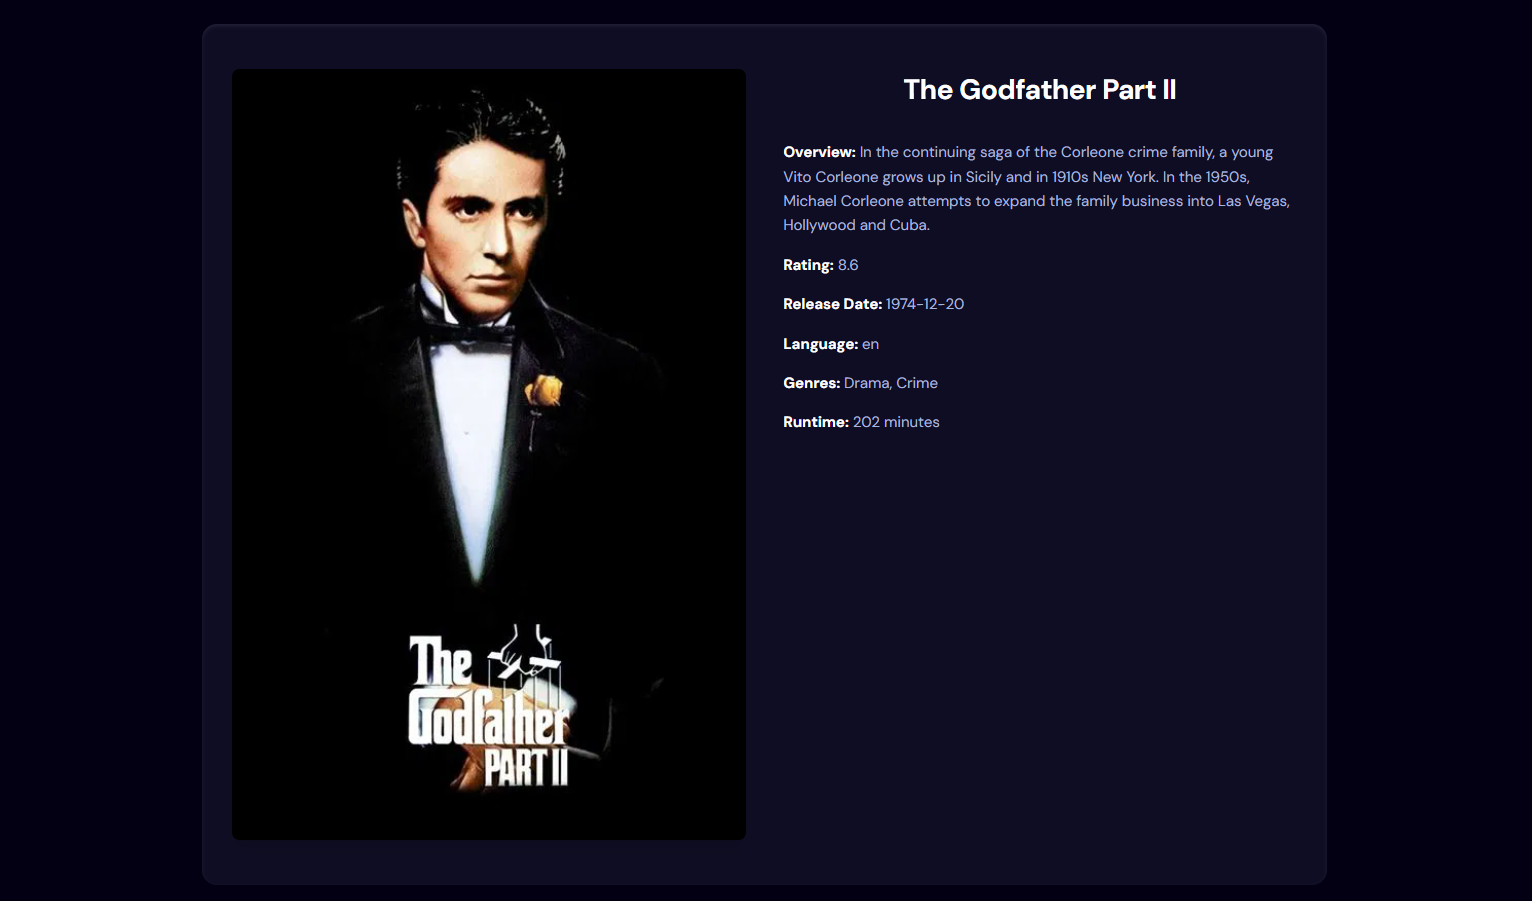 The Godfather Part II
Overview: In the continuing saga of the Corleone crime family, a young
Vito Corleone grows up in Sicily and in 1910s New York. In the 1950s,
Michael Corleone attempts to expand the family business into Las Vegas,
Hollywood and Cuba.
Rating: 8.6
Release Date: 1974-12-20
Language: en
Genres: Drama, Crime
Runtime: 202 minutes
The
Godfather
PART II